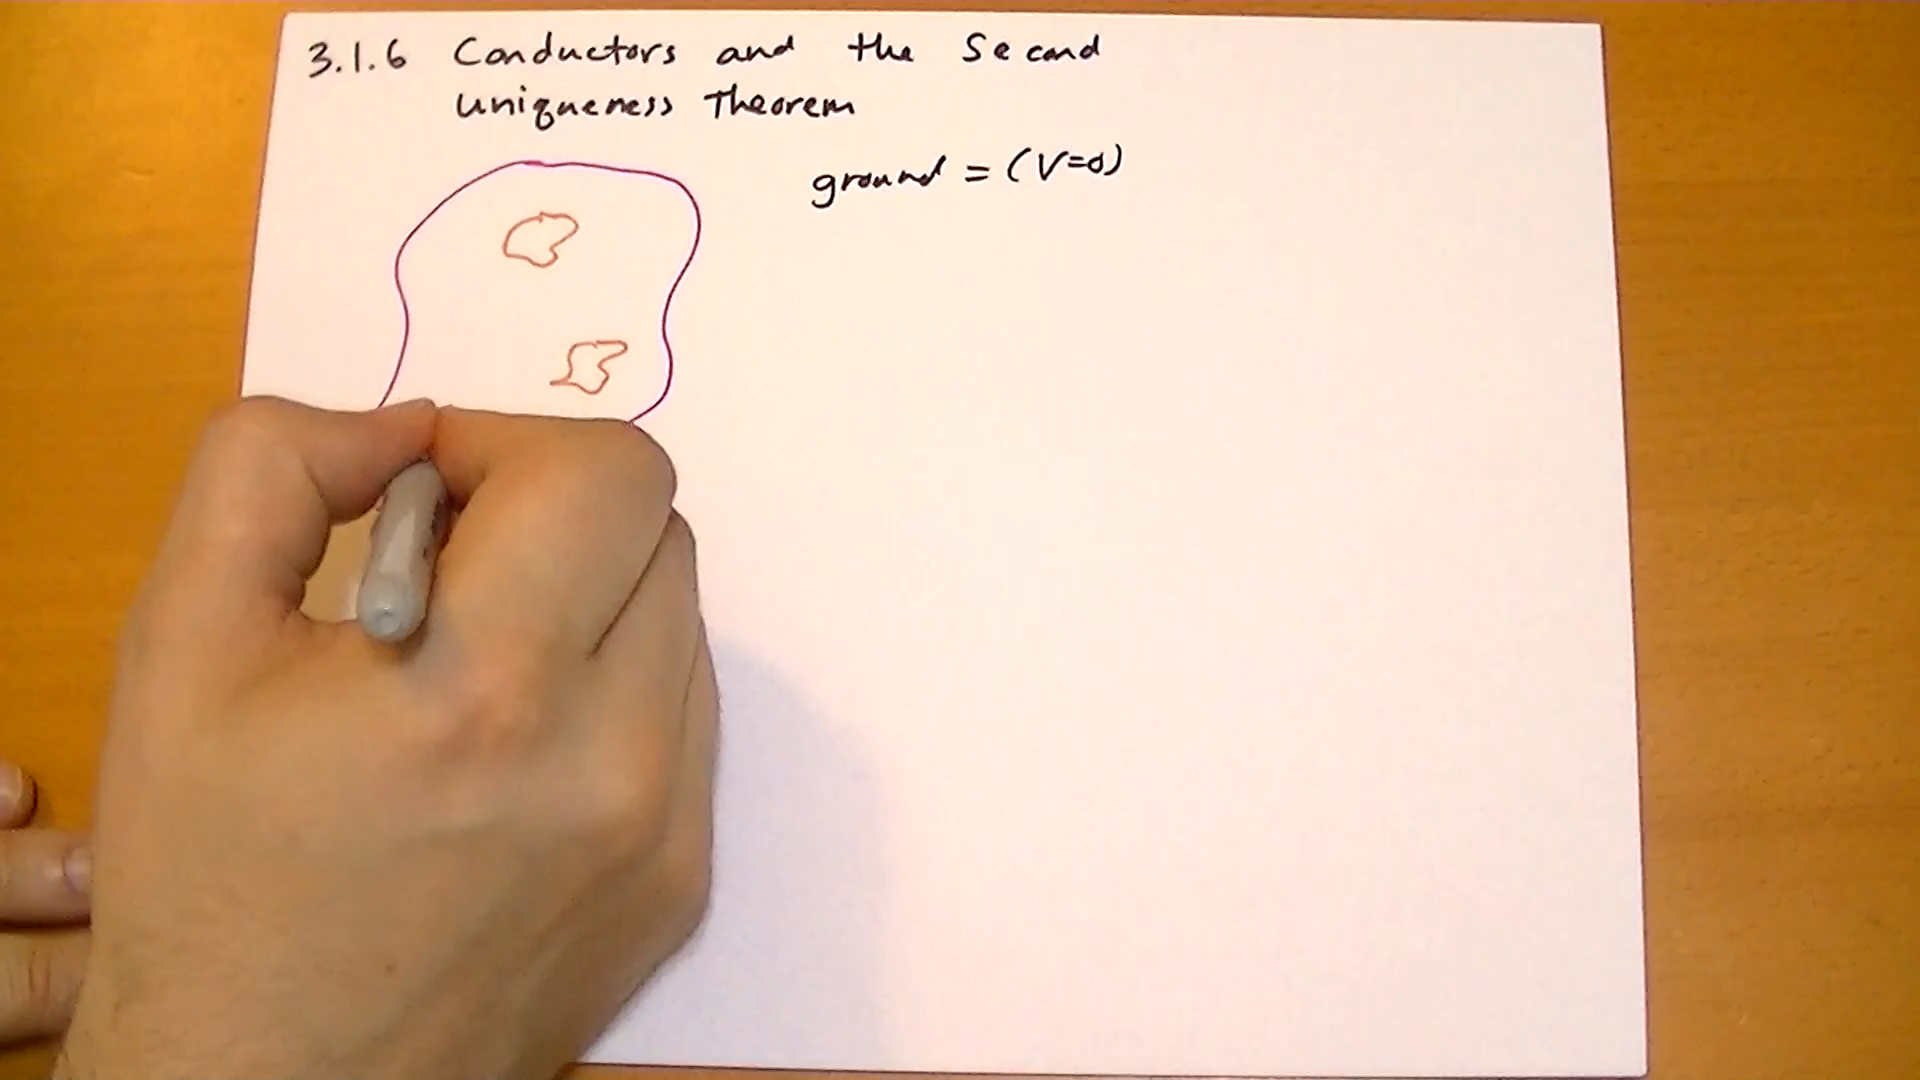 3.1.6 Conductors and the Second
Uniqueness Theorem
ground = (V=0)